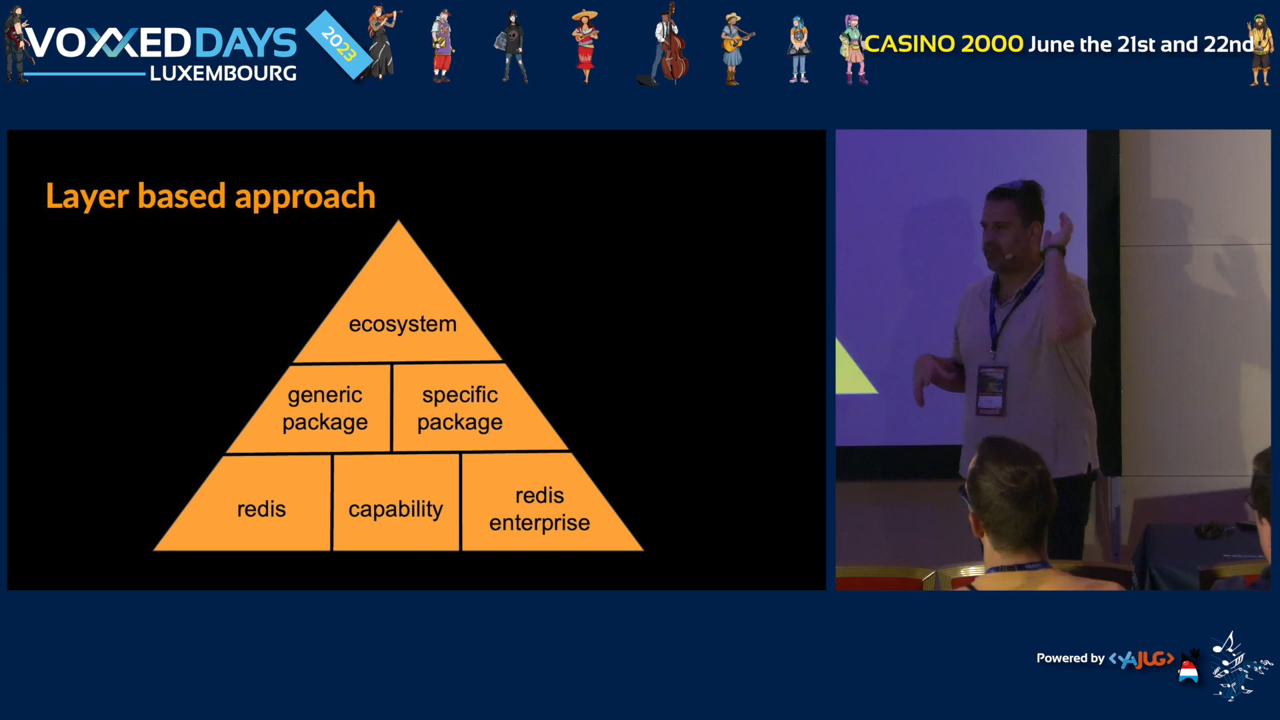 VOXXED DAYS
LUXEMBOURG
2023
CASINO 2000 June the 21st and 22nd
Layer based approach
ecosystem
generic
package
specific
package
redis
capability
redis
enterprise
Powered by <YAJUG>